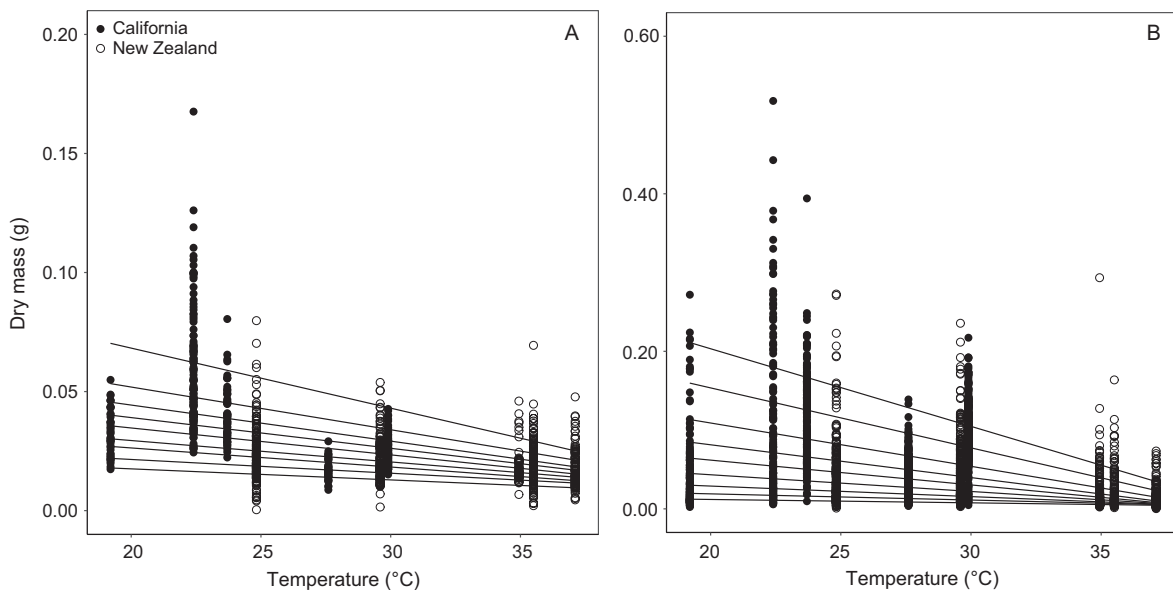 A
● California
○ New Zealand
0.20
0.15
0.10
0.05
0.00
Dry mass (g)
20 25 30 35
Temperature (°C)
B
0.60
0.40
0.20
0.00
20 25 30 35
Temperature (°C)